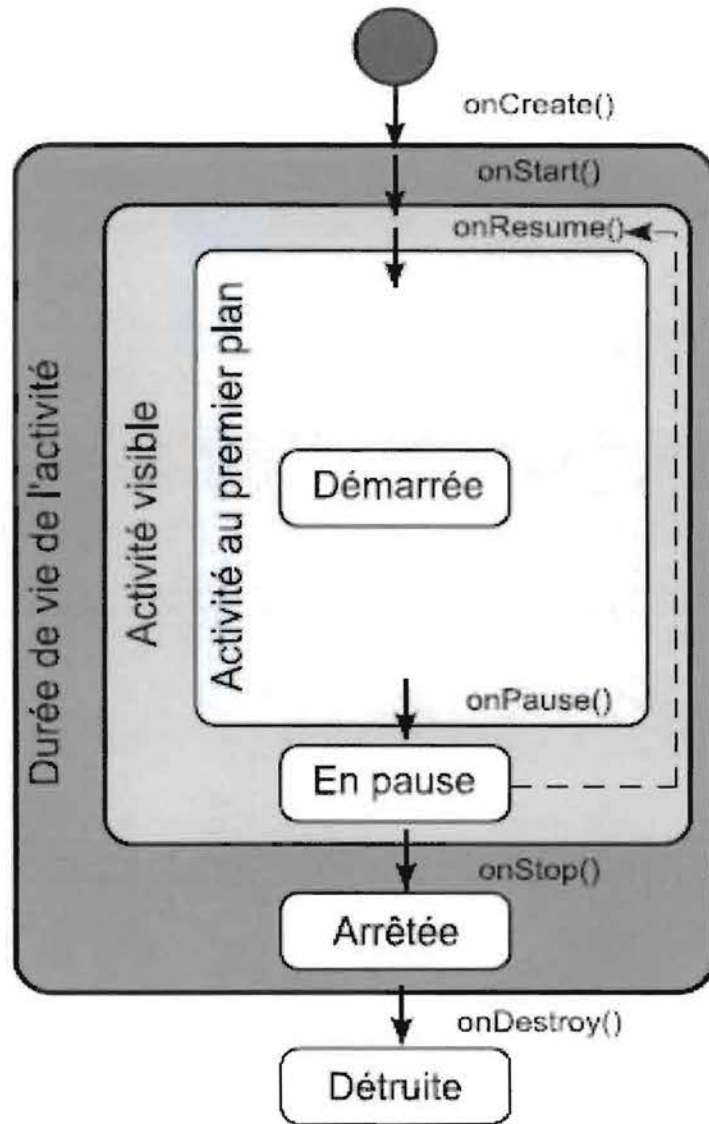 onCreate()
onStart()
onResume()
Durée de vie de l'activité
Activité visible
Activité au premier plan
Démarrée
onPause()
En pause
onStop()
Arrêtée
onDestroy()
Détruite